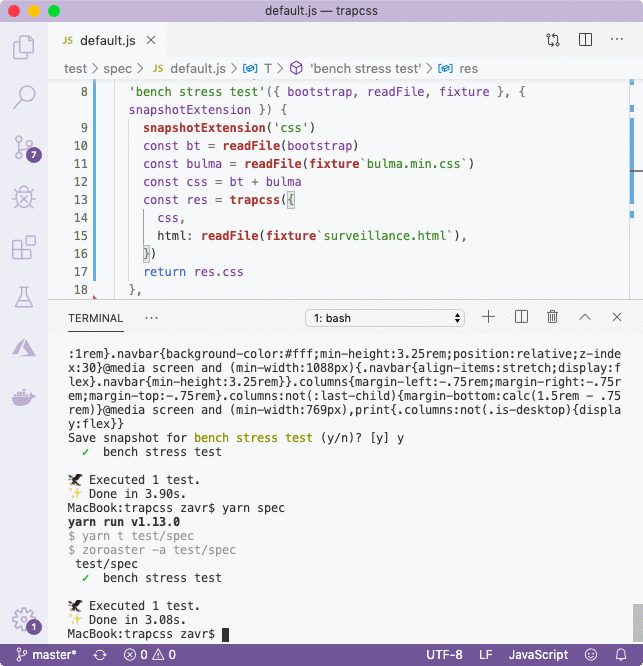 default.js — trapcss
JS default.js
test > spec > JS default.js > T > 'bench stress test' > res
8 'bench stress test'({ bootstrap, readFile, fixture }, {
snapshotExtension }) {
9 snapshotExtension('css')
10 const bt = readFile(bootstrap)
11 const bulma = readFile(fixture`bulma.min.css`)
12 const css = bt + bulma
13 const res = trapcss({
14 css,
15 html: readFile(fixture`surveillance.html`),
16 })
17 return res.css
18 },
7
TERMINAL ··· 1: bash
:1rem}.navbar{background-color:#fff;min-height:3.25rem;position:relative;z-ind
ex:30}@media screen and (min-width:1088px){.navbar{align-items:stretch;display:f
lex}.navbar{min-height:3.25rem}}.columns{margin-left:-.75rem;margin-right:-.75r
em;margin-top:-.75rem}.columns:not(:last-child){margin-bottom:calc(1.5rem - .75
rem)}@media screen and (min-width:769px),print{.columns:not(.is-desktop){displa
y:flex}}
Save snapshot for bench stress test (y/n)? [y] y
✓ bench stress test
🦅 Executed 1 test.
✨ Done in 3.90s.
MacBook:trapcss zavr$ yarn spec
yarn run v1.13.0
$ yarn t test/spec
$ zoroaster -a test/spec
test/spec
✓ bench stress test
🦅 Executed 1 test.
✨ Done in 3.08s.
MacBook:trapcss zavr$
1
master* 0 0 UTF-8 LF JavaScript